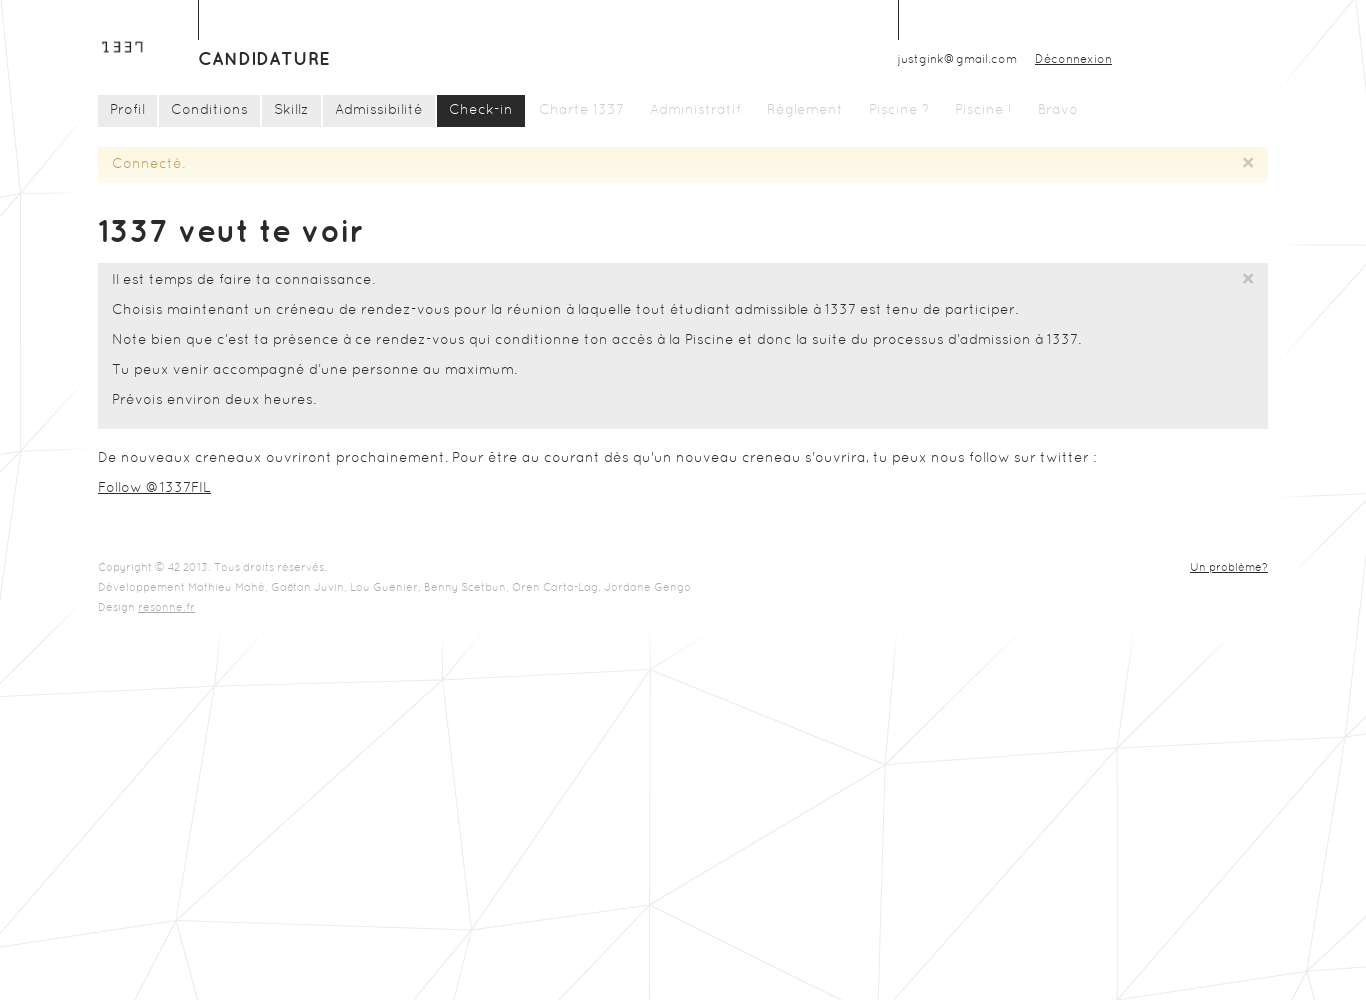 1337
CANDIDATURE
justgink@gmail.com Déconnexion
Profil Conditions Skillz Admissibilité Check-in Charte 1337 Administratif Règlement Piscine ? Piscine ! Bravo
Connecté. ×
1337 veut te voir
Il est temps de faire ta connaissance. ×
Choisis maintenant un créneau de rendez-vous pour la réunion à laquelle tout étudiant admissible à 1337 est tenu de participer.
Note bien que c'est ta présence à ce rendez-vous qui conditionne ton accès à la Piscine et donc la suite du processus d'admission à 1337.
Tu peux venir accompagné d'une personne au maximum.
Prévois environ deux heures.
De nouveaux creneaux ouvriront prochainement. Pour être au courant dès qu'un nouveau creneau s'ouvrira, tu peux nous follow sur twitter :
Follow @1337FIL
Copyright © 42 2013. Tous droits réservés. Un problème?
Développement Mathieu Mahé, Gaëtan Juvin, Lou Guenier, Benny Scetbun, Oren Carta-Lag, Jordane Gengo
Design resonne.fr